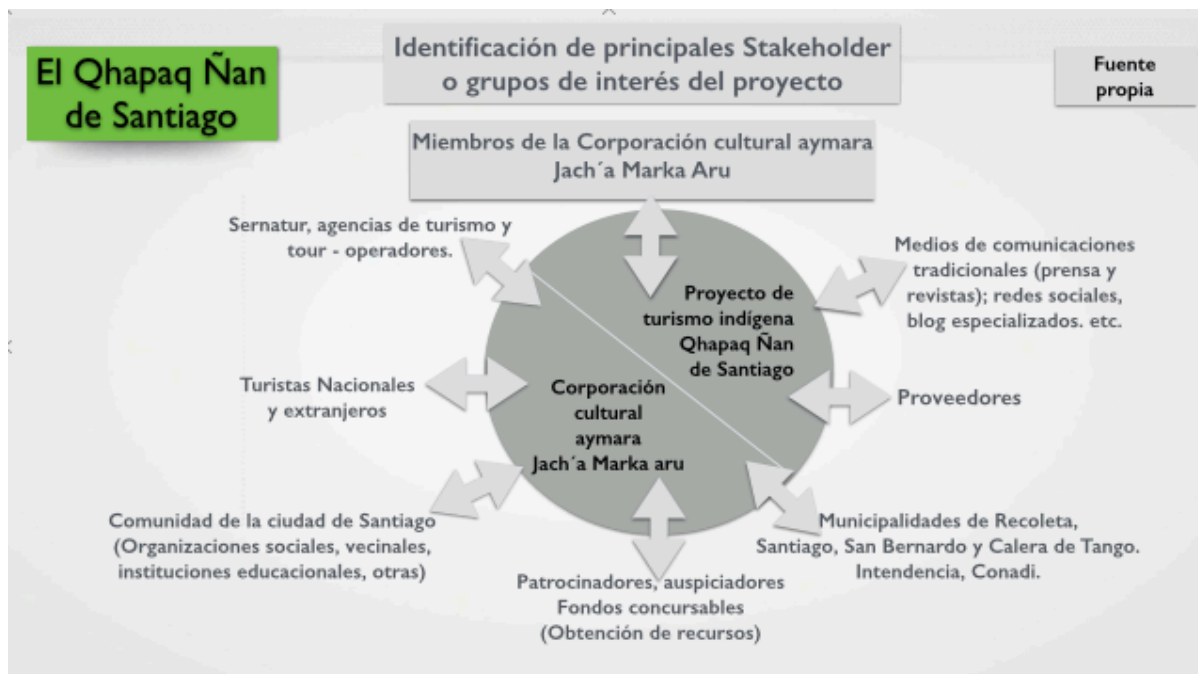 El Qhapaq Ñan
de Santiago
Identificación de principales Stakeholder
o grupos de interés del proyecto
Fuente
propia
Miembros de la Corporación cultural aymara
Jach´a Marka Aru
Sernatur, agencias de turismo y
tour - operadores.
Medios de comunicaciones
tradicionales (prensa y
revistas); redes sociales,
blog especializados. etc.
Proyecto de
turismo indígena
Qhapaq Ñan
de Santiago
Turistas Nacionales
y extranjeros
Corporación
cultural
aymara
Jach´a Marka aru
Proveedores
Comunidad de la ciudad de Santiago
(Organizaciones sociales, vecinales,
instituciones educacionales, otras)
Municipalidades de Recoleta,
Santiago, San Bernardo y Calera de Tango.
Intendencia, Conadi.
Patrocinadores, auspiciadores
Fondos concursables
(Obtención de recursos)